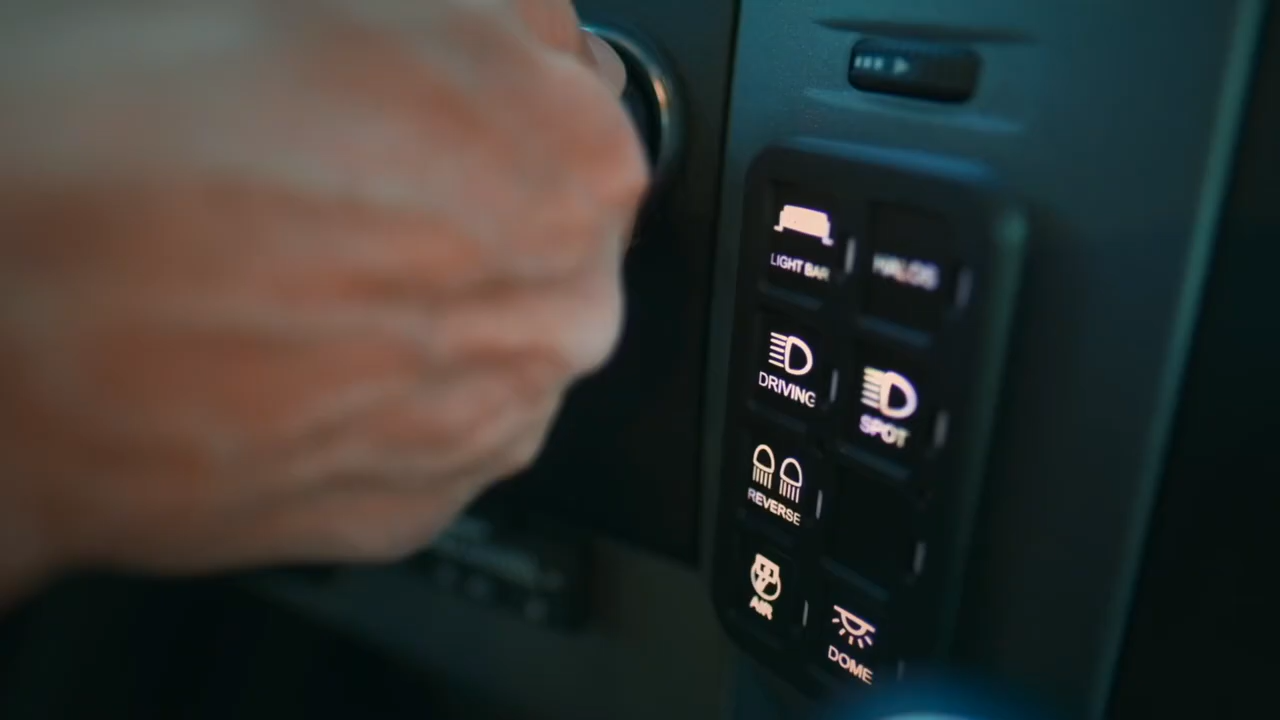 LIGHT BAR
HALOS
DRIVING
SPOT
REVERSE
AIR
DOME